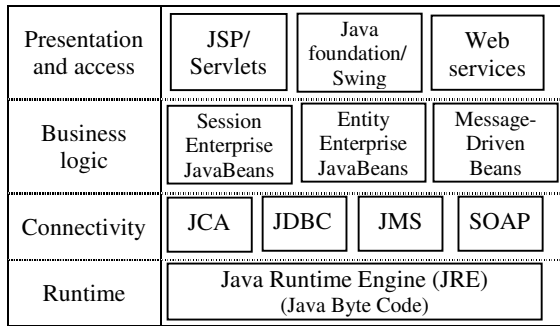 Presentation
and access
JSP/
Servlets
Java
foundation/
Swing
Web
services
Business
logic
Session
Enterprise
JavaBeans
Entity
Enterprise
JavaBeans
Message-
Driven
Beans
Connectivity
JCA
JDBC
JMS
SOAP
Runtime
Java Runtime Engine (JRE)
(Java Byte Code)